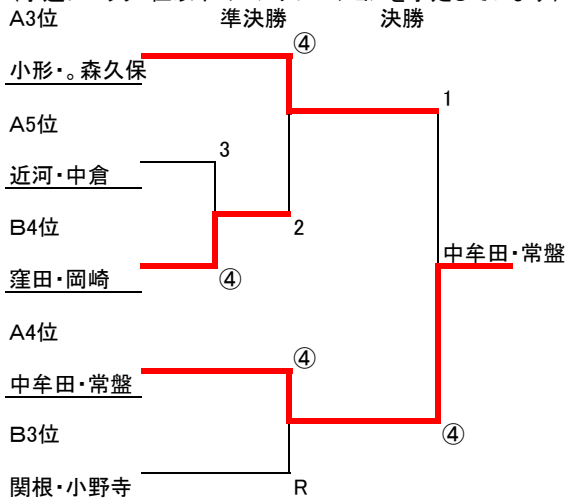 A3位 準決勝 決勝
④
小形・。森久保
1
A5位
3
近河・中倉
B4位 2
中牟田・常盤
窪田・岡崎 ④
A4位
④
中牟田・常盤
B3位 ④
関根・小野寺 R